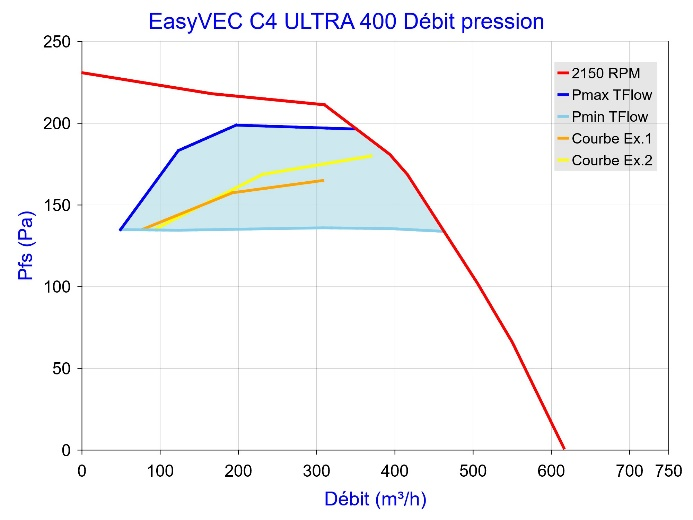 EasyVEC C4 ULTRA 400 Débit pression
250
200
150
100
50
0
Pfs (Pa)
2150 RPM
Pmax TFlow
Pmin TFlow
Courbe Ex.1
Courbe Ex.2
0 100 200 300 400 500 600 700 750
Débit (m³/h)